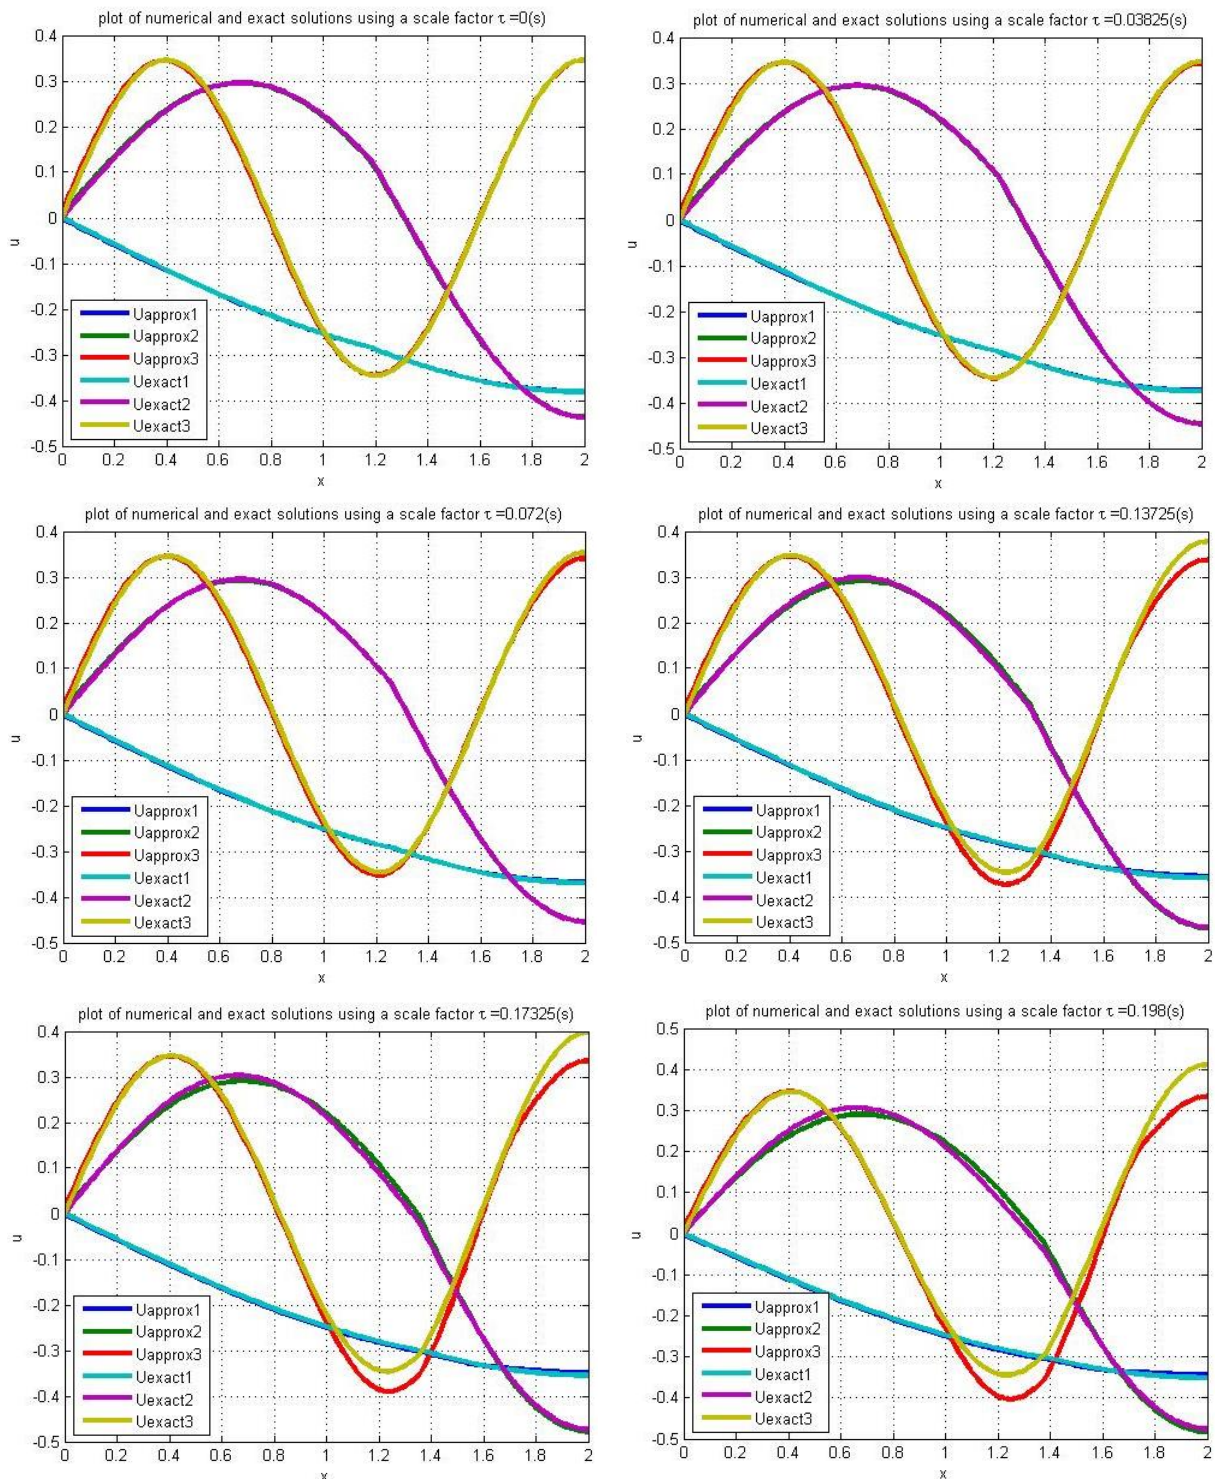 plot of numerical and exact solutions using a scale factor τ =0(s)
0.4
0.3
0.2
0.1
0
-0.1
-0.2
-0.3
-0.4
-0.5
u
Uapprox1
Uapprox2
Uapprox3
Uexact1
Uexact2
Uexact3
0 0.2 0.4 0.6 0.8 1 1.2 1.4 1.6 1.8 2
x
plot of numerical and exact solutions using a scale factor τ =0.03825(s)
0.4
0.3
0.2
0.1
0
-0.1
-0.2
-0.3
-0.4
-0.5
u
Uapprox1
Uapprox2
Uapprox3
Uexact1
Uexact2
Uexact3
0 0.2 0.4 0.6 0.8 1 1.2 1.4 1.6 1.8 2
x
plot of numerical and exact solutions using a scale factor τ =0.072(s)
0.4
0.3
0.2
0.1
0
-0.1
-0.2
-0.3
-0.4
-0.5
u
Uapprox1
Uapprox2
Uapprox3
Uexact1
Uexact2
Uexact3
0 0.2 0.4 0.6 0.8 1 1.2 1.4 1.6 1.8 2
x
plot of numerical and exact solutions using a scale factor τ =0.13725(s)
0.4
0.3
0.2
0.1
0
-0.1
-0.2
-0.3
-0.4
-0.5
u
Uapprox1
Uapprox2
Uapprox3
Uexact1
Uexact2
Uexact3
0 0.2 0.4 0.6 0.8 1 1.2 1.4 1.6 1.8 2
x
plot of numerical and exact solutions using a scale factor τ =0.17325(s)
0.4
0.3
0.2
0.1
0
-0.1
-0.2
-0.3
-0.4
-0.5
u
Uapprox1
Uapprox2
Uapprox3
Uexact1
Uexact2
Uexact3
0 0.2 0.4 0.6 0.8 1 1.2 1.4 1.6 1.8 2
x
plot of numerical and exact solutions using a scale factor τ =0.198(s)
0.5
0.4
0.3
0.2
0.1
0
-0.1
-0.2
-0.3
-0.4
-0.5
u
Uapprox1
Uapprox2
Uapprox3
Uexact1
Uexact2
Uexact3
0 0.2 0.4 0.6 0.8 1 1.2 1.4 1.6 1.8 2
x